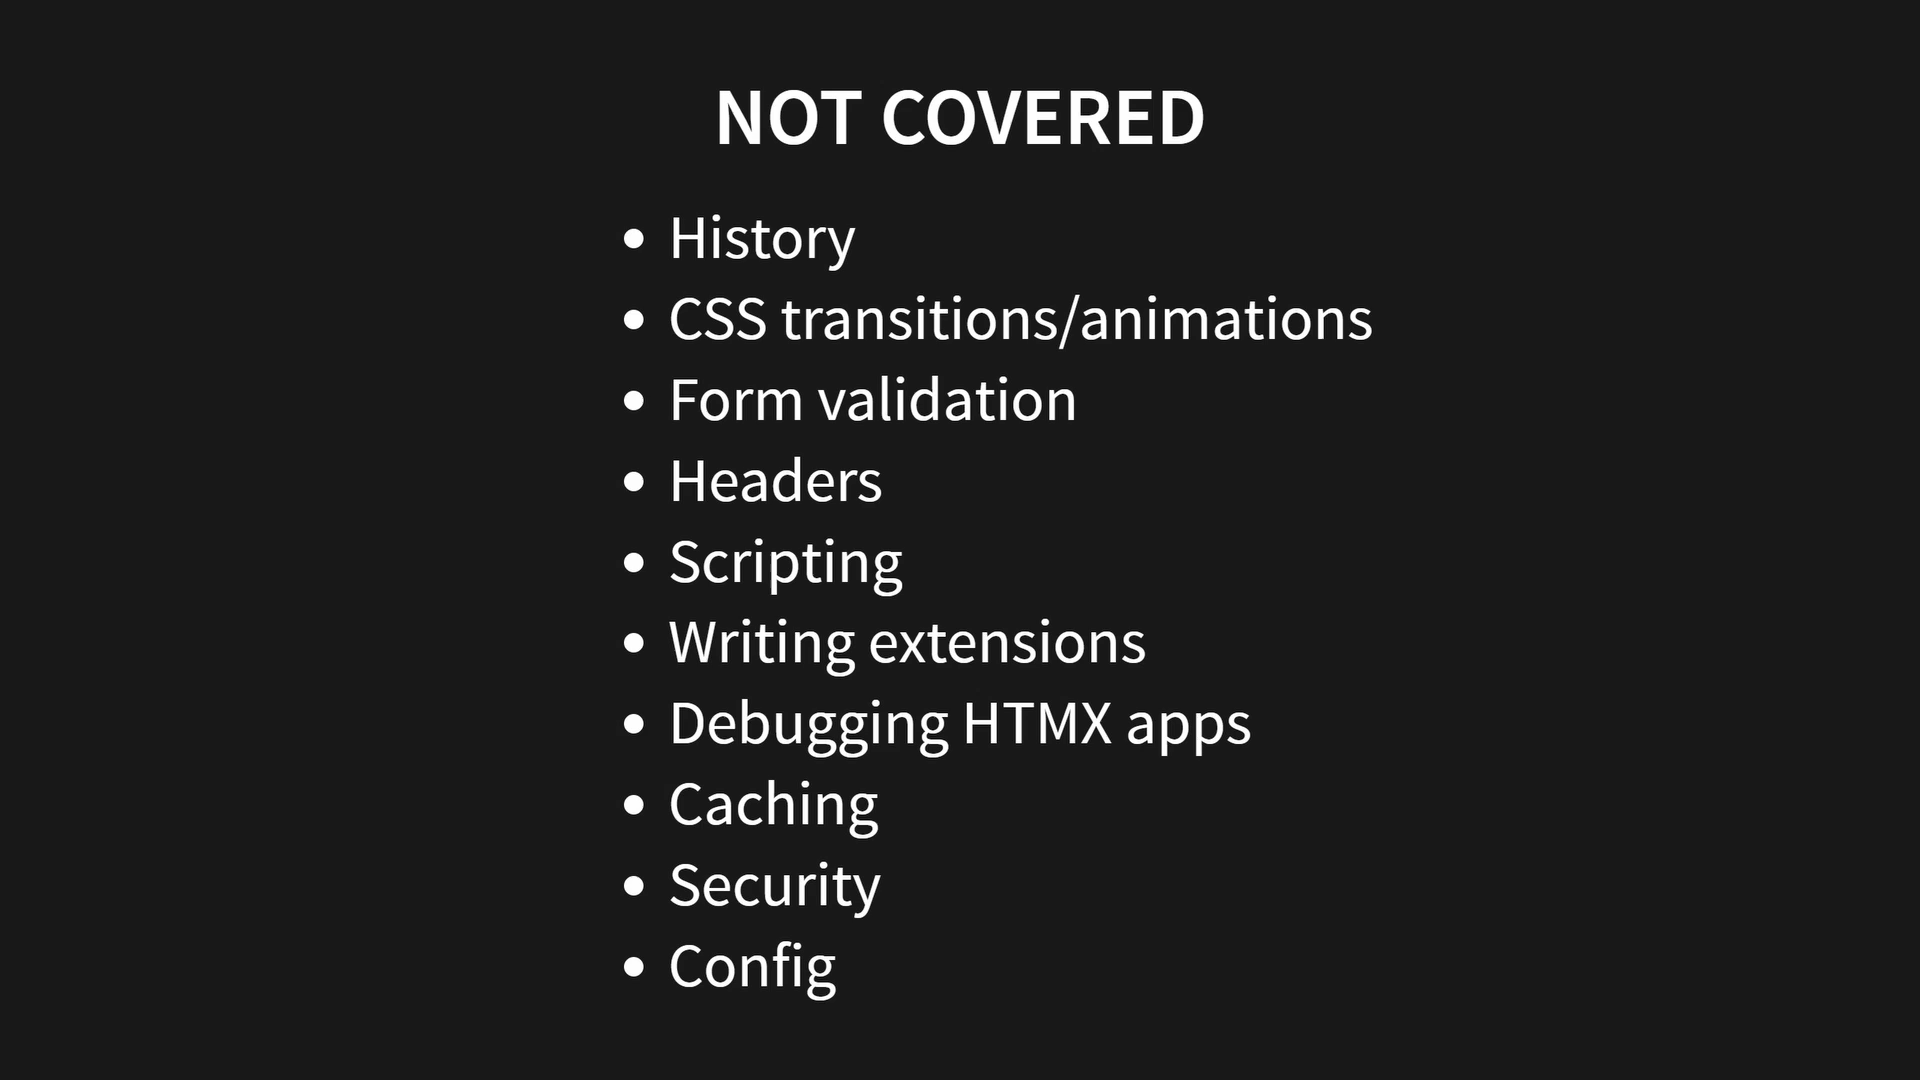 NOT COVERED
• History
• CSS transitions/animations
• Form validation
• Headers
• Scripting
• Writing extensions
• Debugging HTMX apps
• Caching
• Security
• Config